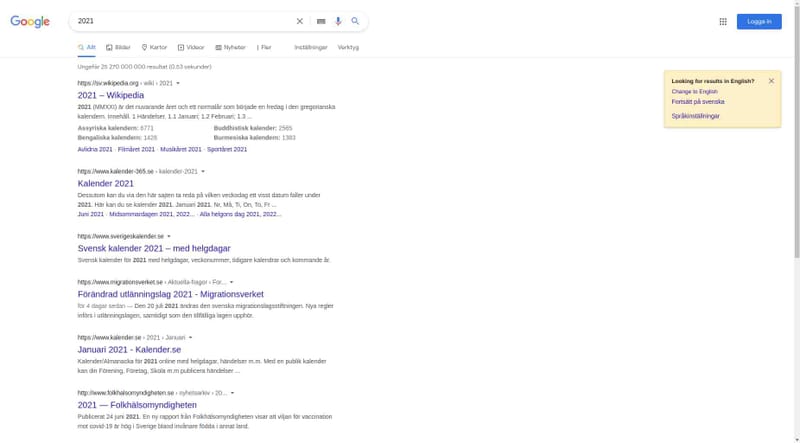 Google
2021
Logga in
Allt
Bilder
Kartor
Videor
Nyheter
Fler
Inställningar
Verktyg
Ungefär 25 270 000 000 resultat (0,63 sekunder)
https://sv.wikipedia.org › wiki › 2021
2021 – Wikipedia
2021 (MMXXI) är det nuvarande året och ett normalår som började en fredag i den gregorianska
kalendern. Innehåll. 1 Händelser. 1.1 Januari; 1.2 Februari; 1.3 ...
Assyriska kalendern: 6771
Buddhistisk kalender: 2565
Bengaliska kalendern: 1428
Burmesiska kalendern: 1383
Avlidna 2021 · Filmåret 2021 · Musikåret 2021 · Sportåret 2021
https://www.kalender-365.se › kalender-2021
Kalender 2021
Dessutom kan du via den här sajten ta reda på vilken veckodag ett visst datum faller under
2021. Här kan du se kalender 2021. Januari 2021. Nr, Må, Ti, On, To, Fr ...
Juni 2021 · Midsommardagen 2021, 2022... · Alla helgons dag 2021, 2022...
https://www.sverigeskalender.se
Svensk kalender 2021 – med helgdagar
Svensk kalender för 2021 med helgdagar, veckonummer, tidigare kalendrar och kommande år.
https://www.migrationsverket.se › Aktuella-fragor › For...
Förändrad utlänningslag 2021 - Migrationsverket
för 4 dagar sedan — Den 20 juli 2021 ändras den svenska migrationslagsstiftningen. Nya regler
införs i utlänningslagen, samtidigt som den tillfälliga lagen upphör.
https://www.kalender.se › 2021 › Januari
Januari 2021 - Kalender.se
Kalender/Almanacka för 2021 online med helgdagar, händelser m.m. Med en publik kalender
kan din Förening, Företag, Skola m.m publicera händelser ...
http://www.folkhalsomyndigheten.se › nyhetsarkiv › 20...
2021 — Folkhälsomyndigheten
Publicerat 24 juni 2021. En ny rapport från Folkhälsomyndigheten visar att viljan för vaccination
mot covid-19 är hög i Sverige bland invånare födda i annat land.
Looking for results in English?
Change to English
Fortsätt på svenska
Språkinställningar